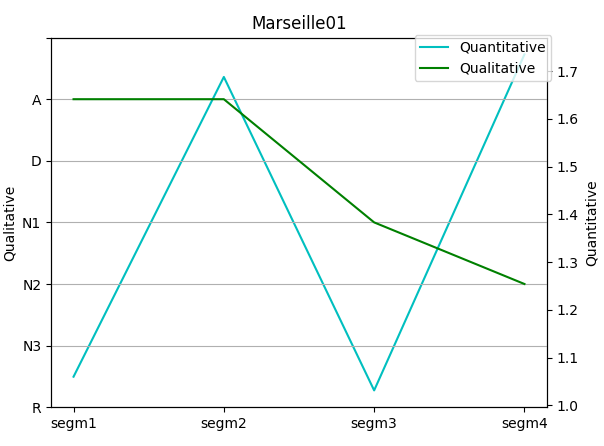 Marseille01
Quantitative
Qualitative
A
D
N1
N2
N3
R
Qualitative
1.7
1.6
1.5
1.4
1.3
1.2
1.1
1.0
Quantitative
segm1 segm2 segm3 segm4